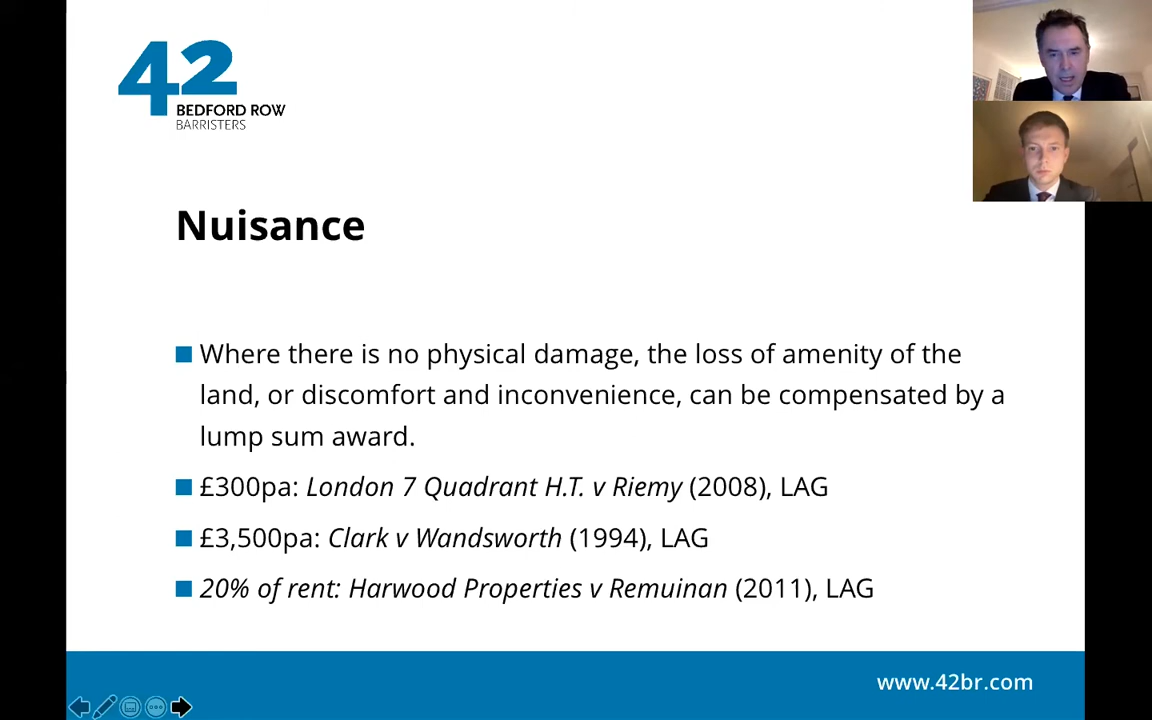 42
BEDFORD ROW
BARRISTERS
Nuisance
Where there is no physical damage, the loss of amenity of the
land, or discomfort and inconvenience, can be compensated by a
lump sum award.
£300pa: London 7 Quadrant H.T. v Riemy (2008), LAG
£3,500pa: Clark v Wandsworth (1994), LAG
20% of rent: Harwood Properties v Remuinan (2011), LAG
www.42br.com